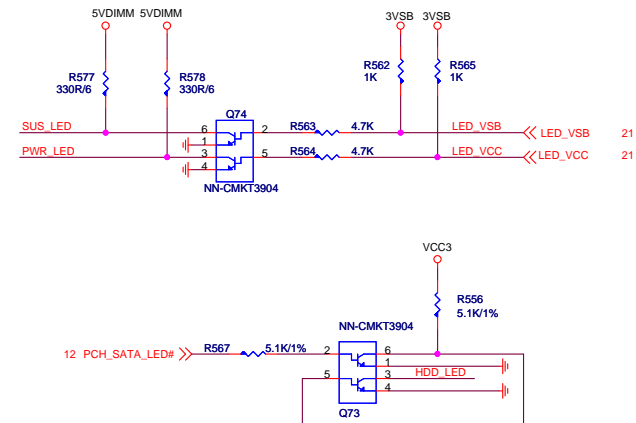 5VDIMM 5VDIMM 3VSB 3VSB
R577 R578 R562 R565
330R/6 330R/6 1K 1K
Q74
SUS_LED 6 2 R563 4.7K LED_VSB LED_VSB 21
1
PWR_LED 3 5 R564 4.7K LED_VCC LED_VCC 21
4
NN-CMKT3904
VCC3
R556
5.1K/1%
NN-CMKT3904
12 PCH_SATA_LED# R567 5.1K/1% 2 6
1
5 3 HDD_LED
4
Q73